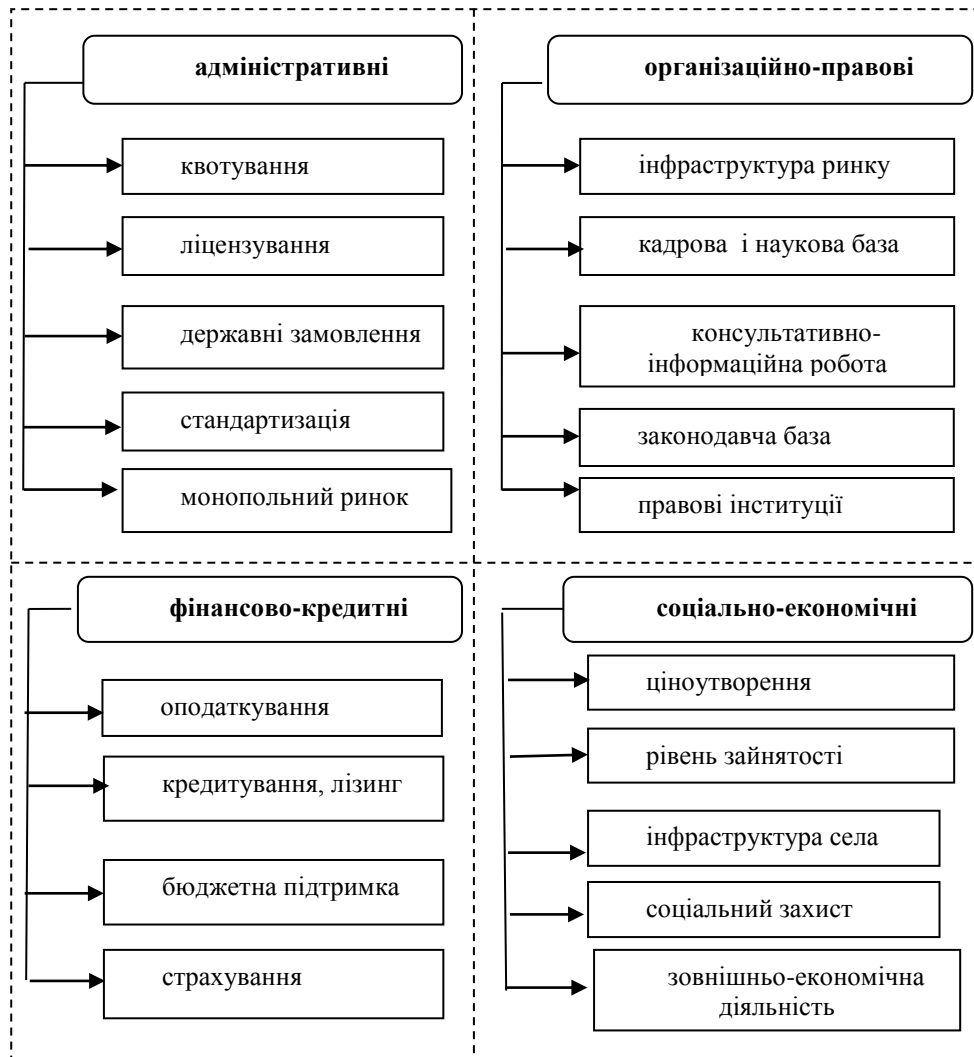 адміністративні
квотування
ліцензування
державні замовлення
стандартизація
монопольний ринок
організаційно-правові
інфраструктура ринку
кадрова і наукова база
консультативно-
інформаційна робота
законодавча база
правові інституції
фінансово-кредитні
оподаткування
кредитування, лізинг
бюджетна підтримка
страхування
соціально-економічні
ціноутворення
рівень зайнятості
інфраструктура села
соціальний захист
зовнішньо-економічна
діяльність